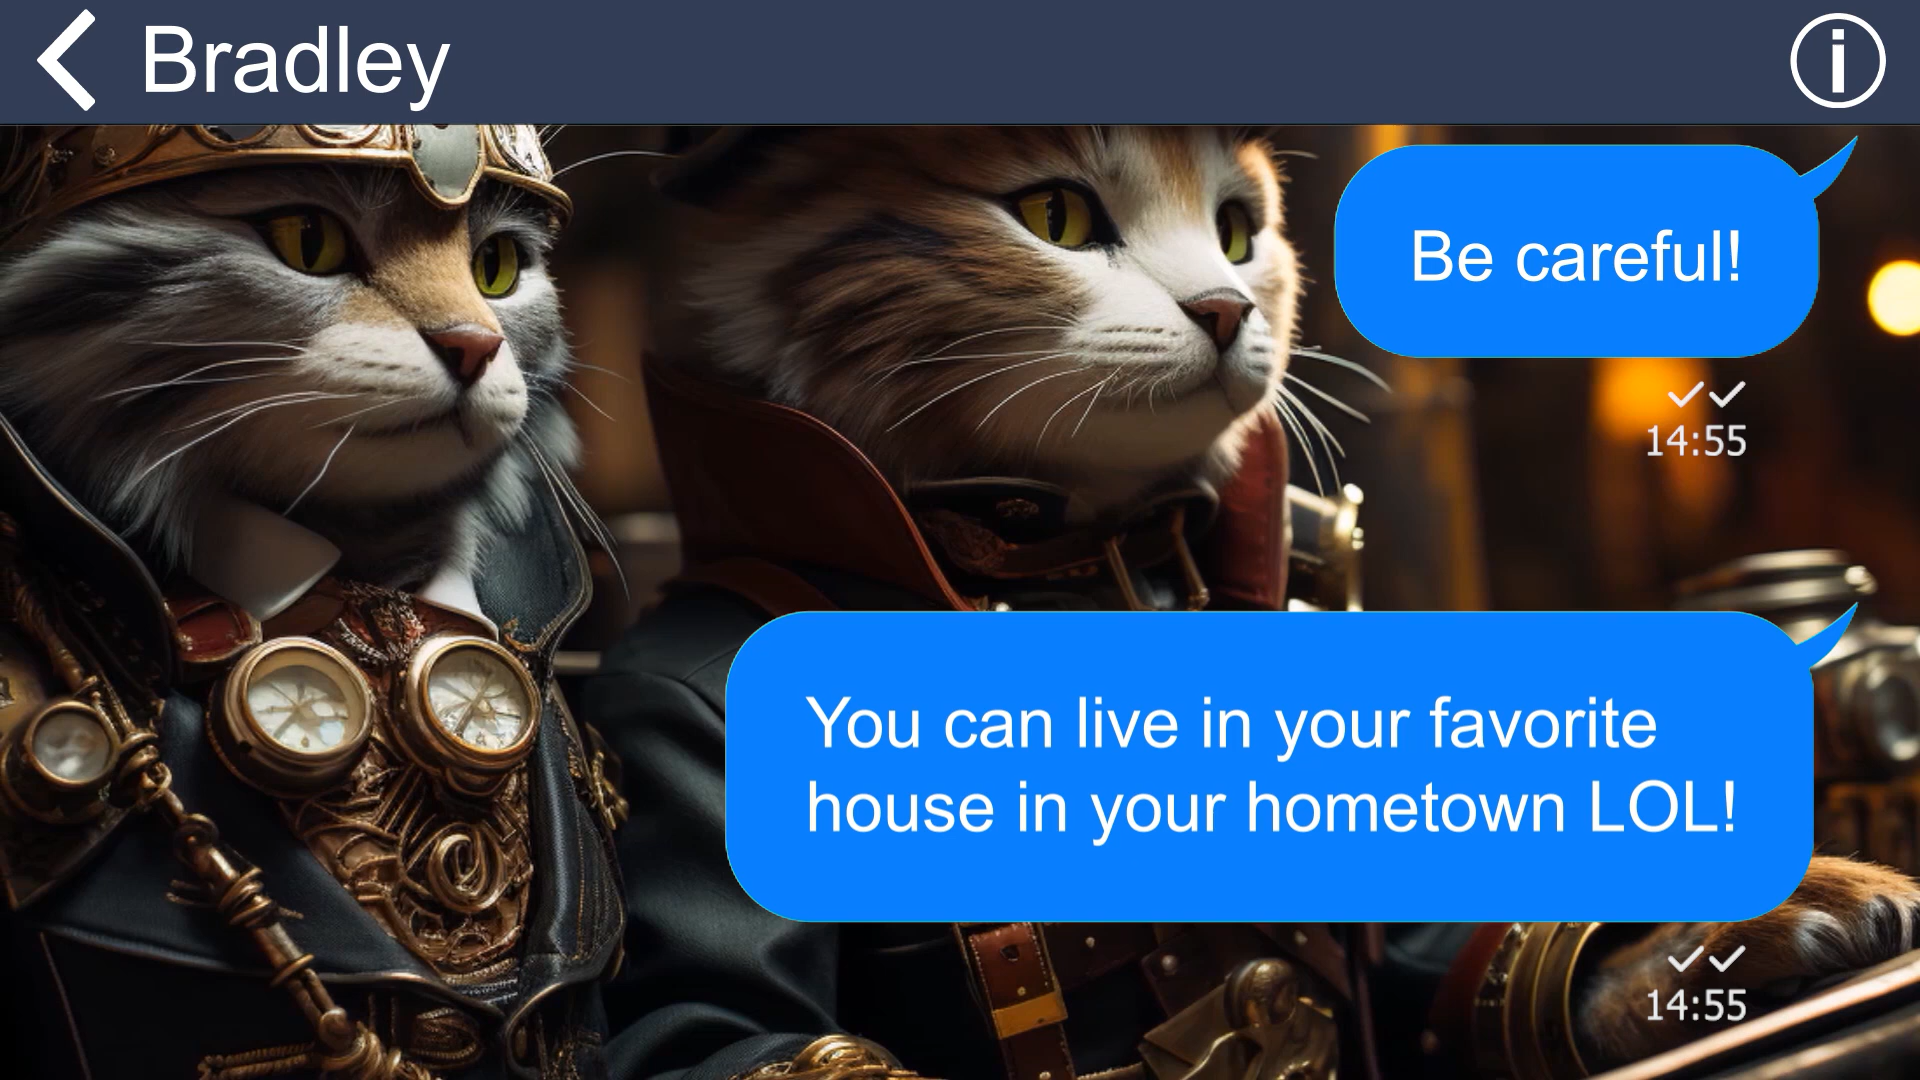 Bradley
Be careful!
14:55
You can live in your favorite
house in your hometown LOL!
14:55